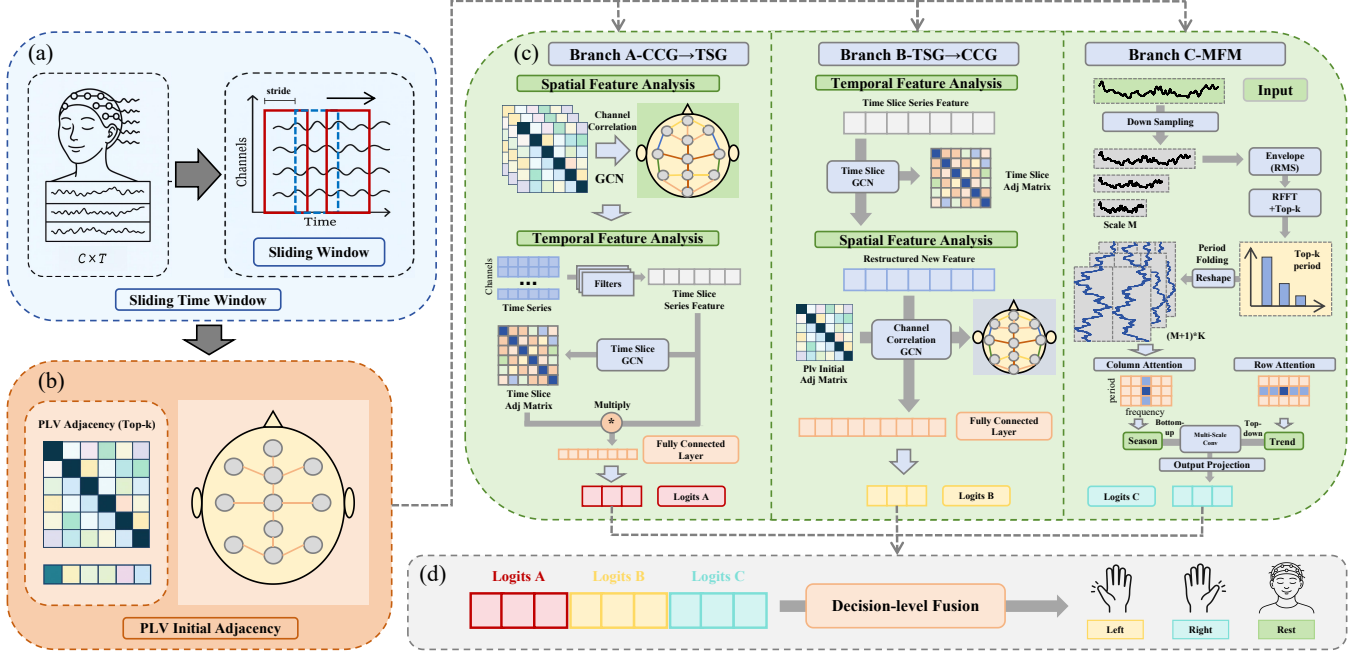 (a)
stride
Channels
Time
C×T
Sliding Window
Sliding Time Window
(b)
PLV Adjacency (Top-k)
PLV Initial Adjacency
(c)
Branch A-CCG→TSG
Spatial Feature Analysis
Channel
Correlation
GCN
Temporal Feature Analysis
Channels
...
Time Series
Filters
Time Slice
Series Feature
Time Slice
GCN
Time Slice
Adj Matrix
Multiply
*
Fully Connected
Layer
Logits A
Branch B-TSG→CCG
Temporal Feature Analysis
Time Slice Series Feature
Time Slice
GCN
Time Slice
Adj Matrix
Spatial Feature Analysis
Restructured New Feature
Channel
Correlation
GCN
Plv Initial
Adj Matrix
Fully Connected
Layer
Logits B
Branch C-MFM
Input
Down Sampling
Envelope
(RMS)
Scale M
RFFT
+Top-k
Period
Folding
Reshape
Top-k
period
(M+1)*K
Column Attention
Row Attention
period
frequency
Bottom-
up
Top-
down
Season
Multi-Scale
Conv
Trend
Output Projection
Logits C
(d)
Logits A
Logits B
Logits C
Decision-level Fusion
Left
Right
Rest